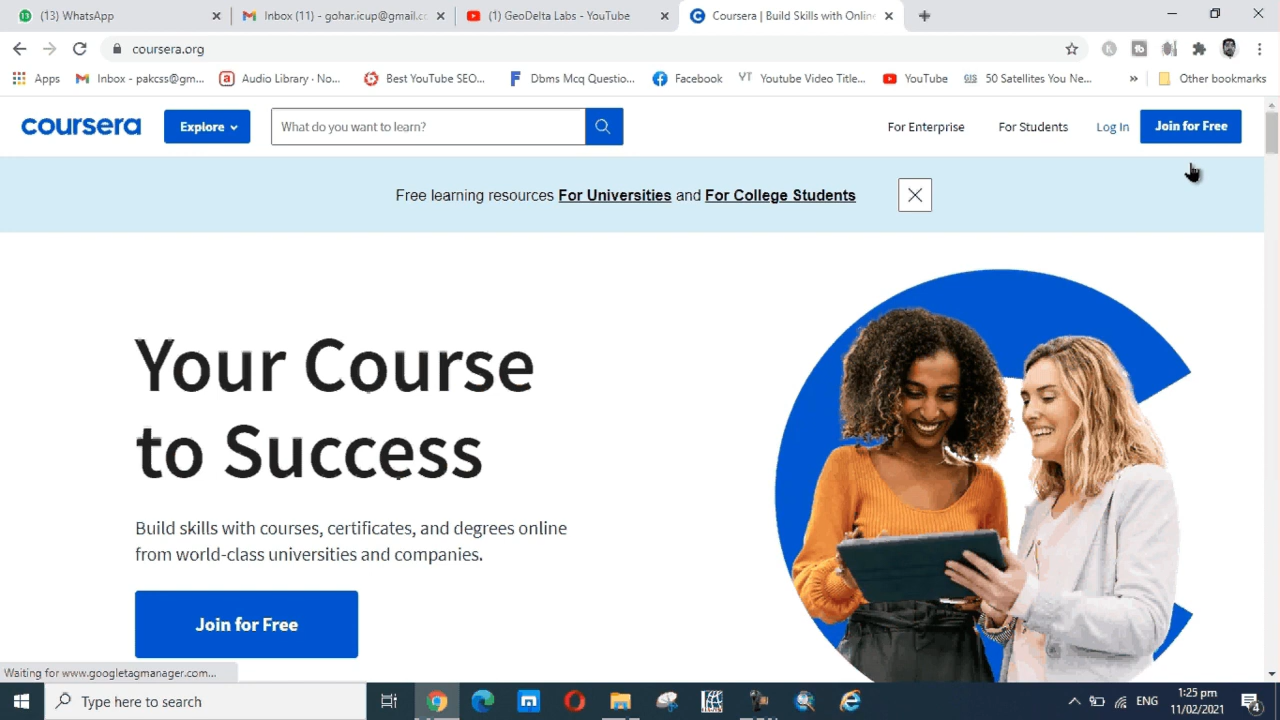 (13) WhatsApp
Inbox (11) - gohar.icup@gmail.c
(1) GeoDelta Labs - YouTube
Coursera | Build Skills with Online
coursera.org
Apps
Inbox - pakcss@gm...
Audio Library - No...
Best YouTube SEO...
Dbms Mcq Questio...
Facebook
YT Youtube Video Title...
YouTube
GIS 50 Satellites You Ne...
»
Other bookmarks
coursera
Explore
What do you want to learn?
For Enterprise
For Students
Log In
Join for Free
Free learning resources For Universities and For College Students
Your Course
to Success
Build skills with courses, certificates, and degrees online
from world-class universities and companies.
Join for Free
Waiting for www.googletagmanager.com...
Type here to search
ENG
1:25 pm
11/02/2021
4